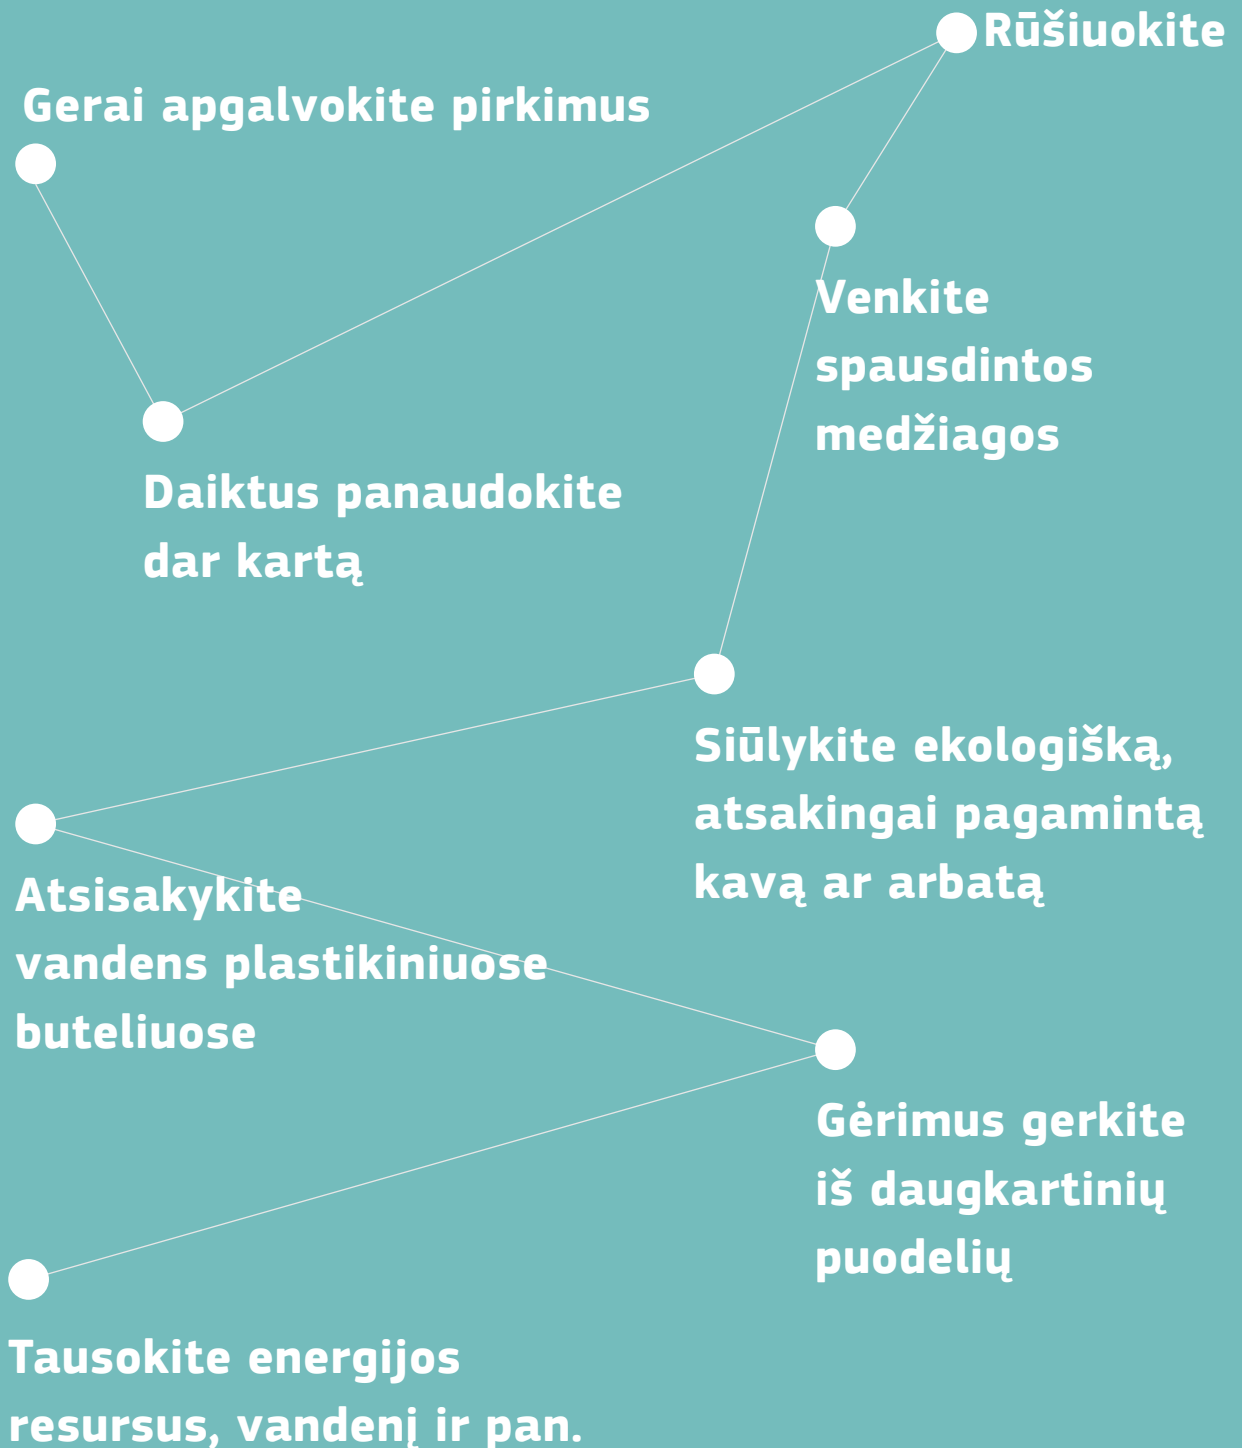 Rūšiuokite
Gerai apgalvokite pirkimus
Venkite
spausdintos
medžiagos
Daiktus panaudokite
dar kartą
Siūlykite ekologišką,
atsakingai pagamintą
kavą ar arbatą
Atsisakykite
vandens plastikiniuose
buteliuose
Gėrimus gerkite
iš daugkartinių
puodelių
Tausokite energijos
resursus, vandenį ir pan.